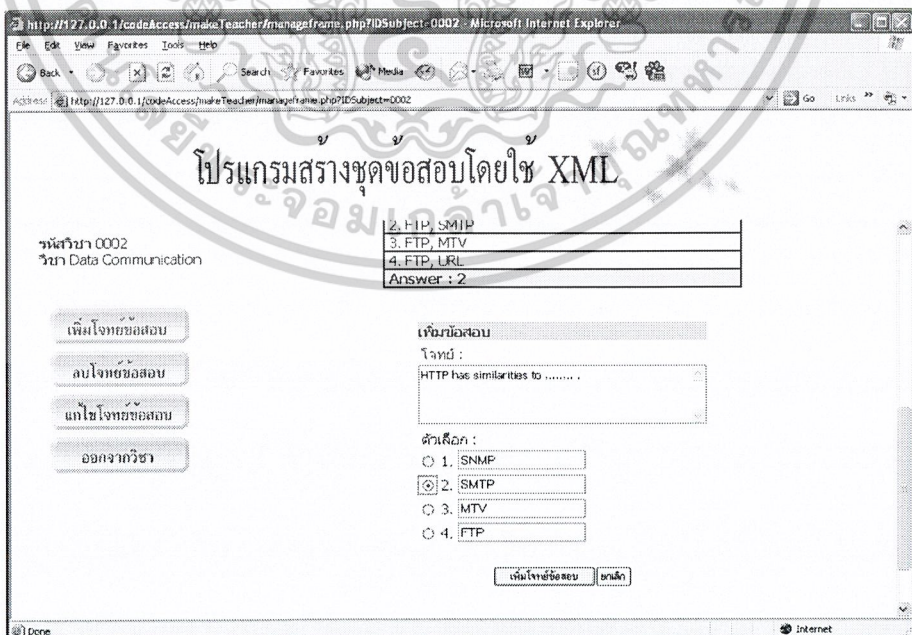 http://127.0.0.1/codeAccess/makeTeacher/manageframe.php?IDSubject=0002 - Microsoft Internet Explorer
File Edit View Favorites Tools Help
Back Search Favorites Media
Address http://127.0.0.1/codeAccess/makeTeacher/manageframe.php?IDSubject=0002 Go Links »
โปรแกรมสร้างชุดข้อสอบโดยใช้ XML
รหัสวิชา 0002
วิชา Data Communication
เพิ่มโจทย์ข้อสอบ
ลบโจทย์ข้อสอบ
แก้ไขโจทย์ข้อสอบ
ออกจากวิชา
2. FTP, SMTP
3. FTP, MTV
4. FTP, URL
Answer : 2
เพิ่มข้อสอบ
โจทย์ :
HTTP has similarities to ........ .
ตัวเลือก :
1. SNMP
2. SMTP
3. MTV
4. FTP
เพิ่มโจทย์ข้อสอบ ยกเลิก
Done Internet